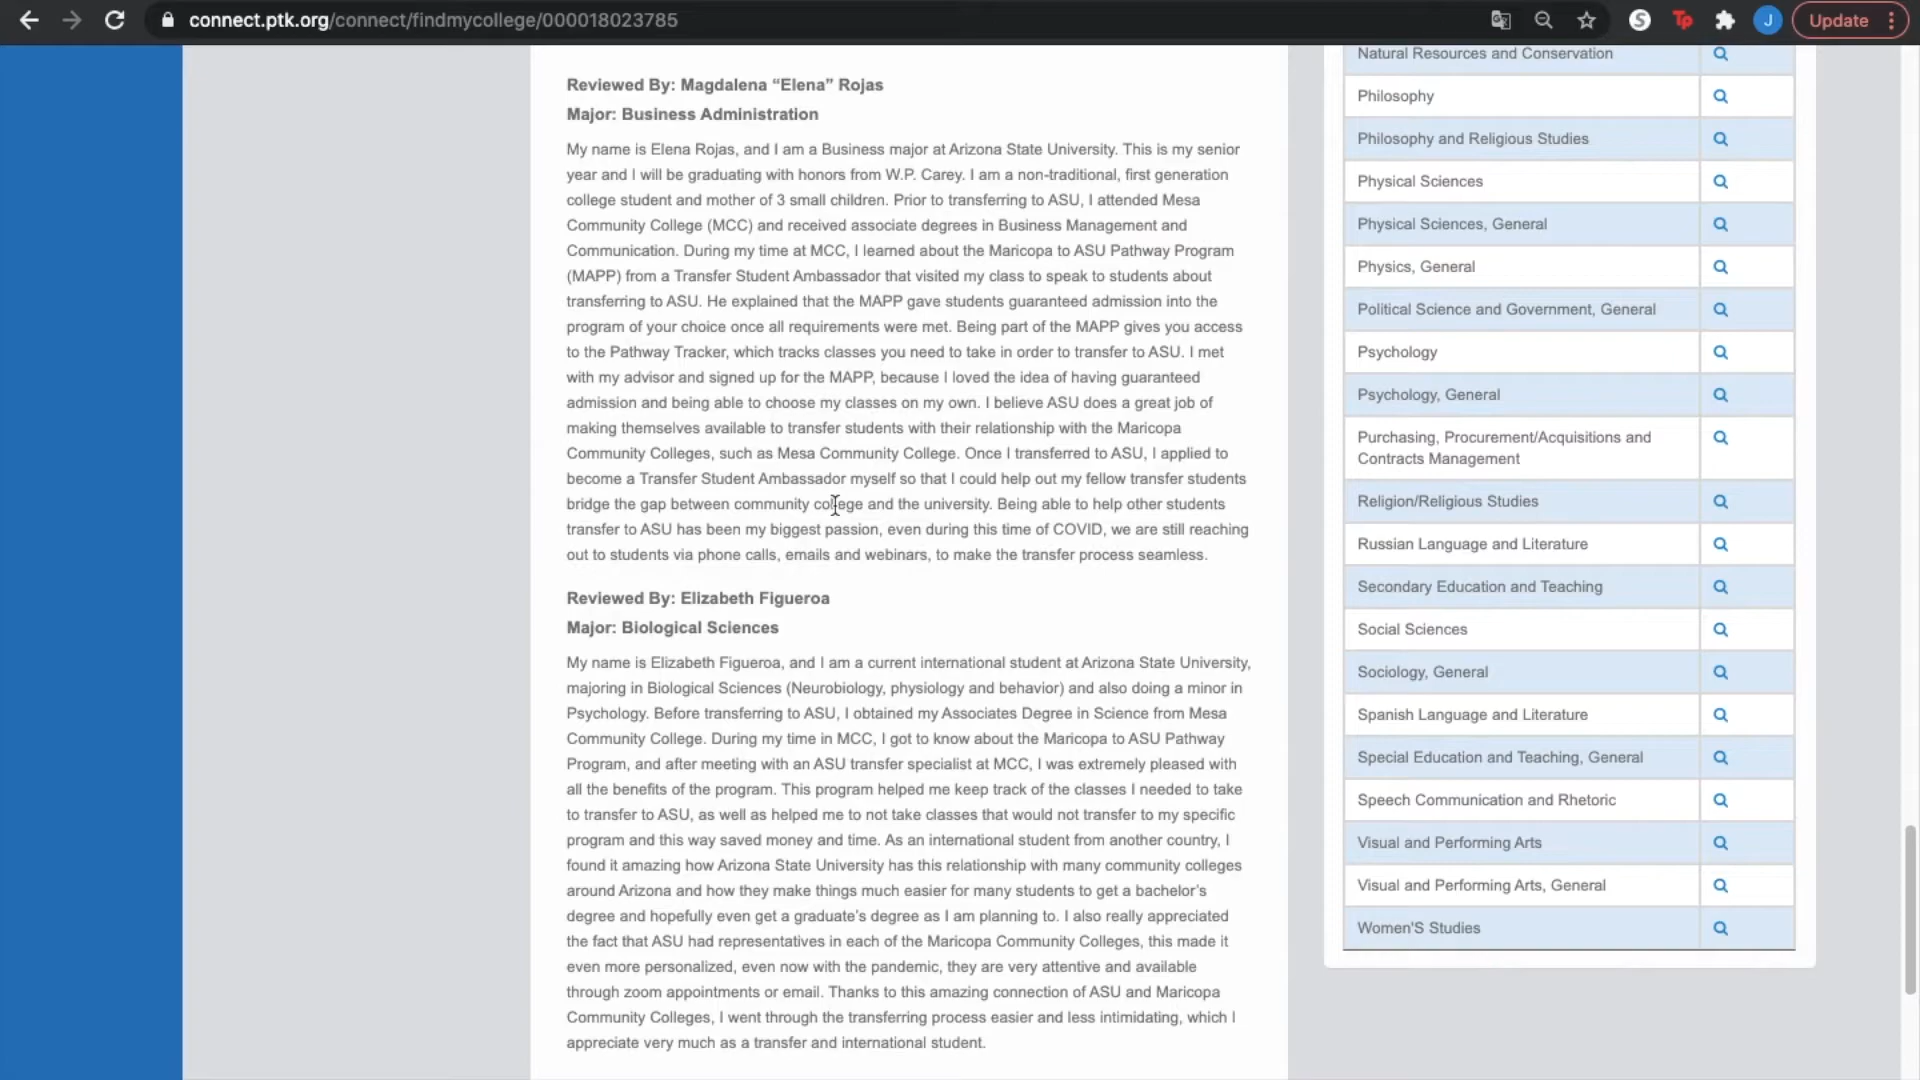 connect.ptk.org/connect/findmycollege/000018023785
S
Tp
J
Update
Reviewed By: Magdalena “Elena” Rojas
Major: Business Administration
My name is Elena Rojas, and I am a Business major at Arizona State University. This is my senior
year and I will be graduating with honors from W.P. Carey. I am a non-traditional, first generation
college student and mother of 3 small children. Prior to transferring to ASU, I attended Mesa
Community College (MCC) and received associate degrees in Business Management and
Communication. During my time at MCC, I learned about the Maricopa to ASU Pathway Program
(MAPP) from a Transfer Student Ambassador that visited my class to speak to students about
transferring to ASU. He explained that the MAPP gave students guaranteed admission into the
program of your choice once all requirements were met. Being part of the MAPP gives you access
to the Pathway Tracker, which tracks classes you need to take in order to transfer to ASU. I met
with my advisor and signed up for the MAPP, because I loved the idea of having guaranteed
admission and being able to choose my classes on my own. I believe ASU does a great job of
making themselves available to transfer students with their relationship with the Maricopa
Community Colleges, such as Mesa Community College. Once I transferred to ASU, I applied to
become a Transfer Student Ambassador myself so that I could help out my fellow transfer students
bridge the gap between community college and the university. Being able to help other students
transfer to ASU has been my biggest passion, even during this time of COVID, we are still reaching
out to students via phone calls, emails and webinars, to make the transfer process seamless.
Reviewed By: Elizabeth Figueroa
Major: Biological Sciences
My name is Elizabeth Figueroa, and I am a current international student at Arizona State University,
majoring in Biological Sciences (Neurobiology, physiology and behavior) and also doing a minor in
Psychology. Before transferring to ASU, I obtained my Associates Degree in Science from Mesa
Community College. During my time in MCC, I got to know about the Maricopa to ASU Pathway
Program, and after meeting with an ASU transfer specialist at MCC, I was extremely pleased with
all the benefits of the program. This program helped me keep track of the classes I needed to take
to transfer to ASU, as well as helped me to not take classes that would not transfer to my specific
program and this way saved money and time. As an international student from another country, I
found it amazing how Arizona State University has this relationship with many community colleges
around Arizona and how they make things much easier for many students to get a bachelor’s
degree and hopefully even get a graduate’s degree as I am planning to. I also really appreciated
the fact that ASU had representatives in each of the Maricopa Community Colleges, this made it
even more personalized, even now with the pandemic, they are very attentive and available
through zoom appointments or email. Thanks to this amazing connection of ASU and Maricopa
Community Colleges, I went through the transferring process easier and less intimidating, which I
appreciate very much as a transfer and international student.
Natural Resources and Conservation
Philosophy
Philosophy and Religious Studies
Physical Sciences
Physical Sciences, General
Physics, General
Political Science and Government, General
Psychology
Psychology, General
Purchasing, Procurement/Acquisitions and
Contracts Management
Religion/Religious Studies
Russian Language and Literature
Secondary Education and Teaching
Social Sciences
Sociology, General
Spanish Language and Literature
Special Education and Teaching, General
Speech Communication and Rhetoric
Visual and Performing Arts
Visual and Performing Arts, General
Women'S Studies